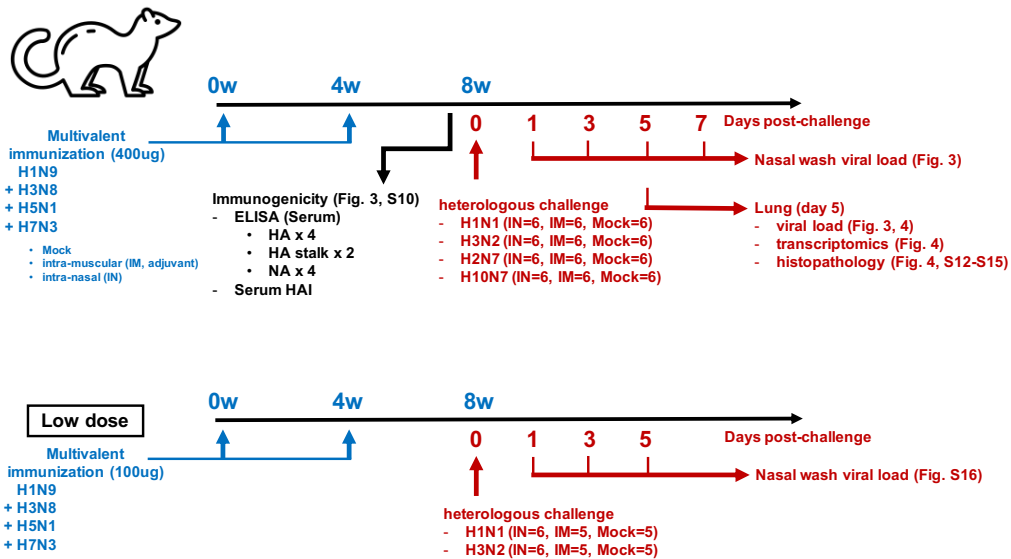 0w 4w 8w
0 1 3 5 7 Days post-challenge
Multivalent
immunization (400ug)
H1N9
+ H3N8
+ H5N1
+ H7N3
• Mock
• intra-muscular (IM, adjuvant)
• intra-nasal (IN)
Immunogenicity (Fig. 3, S10)
- ELISA (Serum)
• HA x 4
• HA stalk x 2
• NA x 4
- Serum HAI
heterologous challenge
- H1N1 (IN=6, IM=6, Mock=6)
- H3N2 (IN=6, IM=6, Mock=6)
- H2N7 (IN=6, IM=6, Mock=6)
- H10N7 (IN=6, IM=6, Mock=6)
Nasal wash viral load (Fig. 3)
Lung (day 5)
- viral load (Fig. 3, 4)
- transcriptomics (Fig. 4)
- histopathology (Fig. 4, S12-S15)
Low dose
0w 4w 8w
0 1 3 5 Days post-challenge
Multivalent
immunization (100ug)
H1N9
+ H3N8
+ H5N1
+ H7N3
heterologous challenge
- H1N1 (IN=6, IM=5, Mock=5)
- H3N2 (IN=6, IM=5, Mock=5)
Nasal wash viral load (Fig. S16)